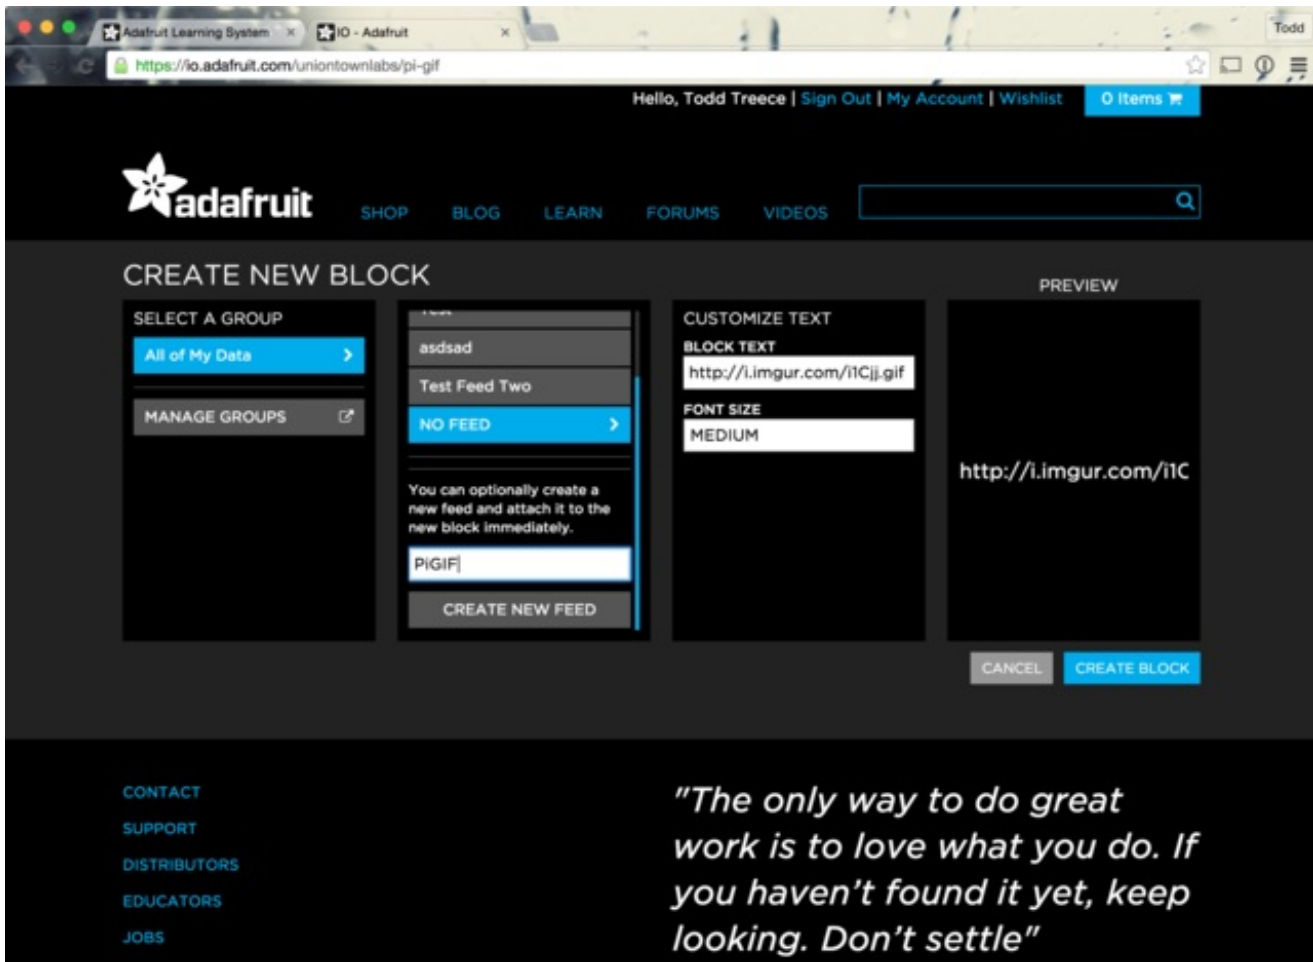 Adafruit Learning System
IO - Adafruit
Todd
https://io.adafruit.com/uniontownlabs/pi-gif
Hello, Todd Treece | Sign Out | My Account | Wishlist
0 Items
adafruit
SHOP
BLOG
LEARN
FORUMS
VIDEOS
CREATE NEW BLOCK
SELECT A GROUP
All of My Data
MANAGE GROUPS
asdsad
Test Feed Two
NO FEED
You can optionally create a
new feed and attach it to the
new block immediately.
PiGIF
CREATE NEW FEED
CUSTOMIZE TEXT
BLOCK TEXT
http://i.imgur.com/i1Cjj.gif
FONT SIZE
MEDIUM
PREVIEW
http://i.imgur.com/i1C
CANCEL
CREATE BLOCK
CONTACT
SUPPORT
DISTRIBUTORS
EDUCATORS
JOBS
"The only way to do great
work is to love what you do. If
you haven't found it yet, keep
looking. Don't settle"